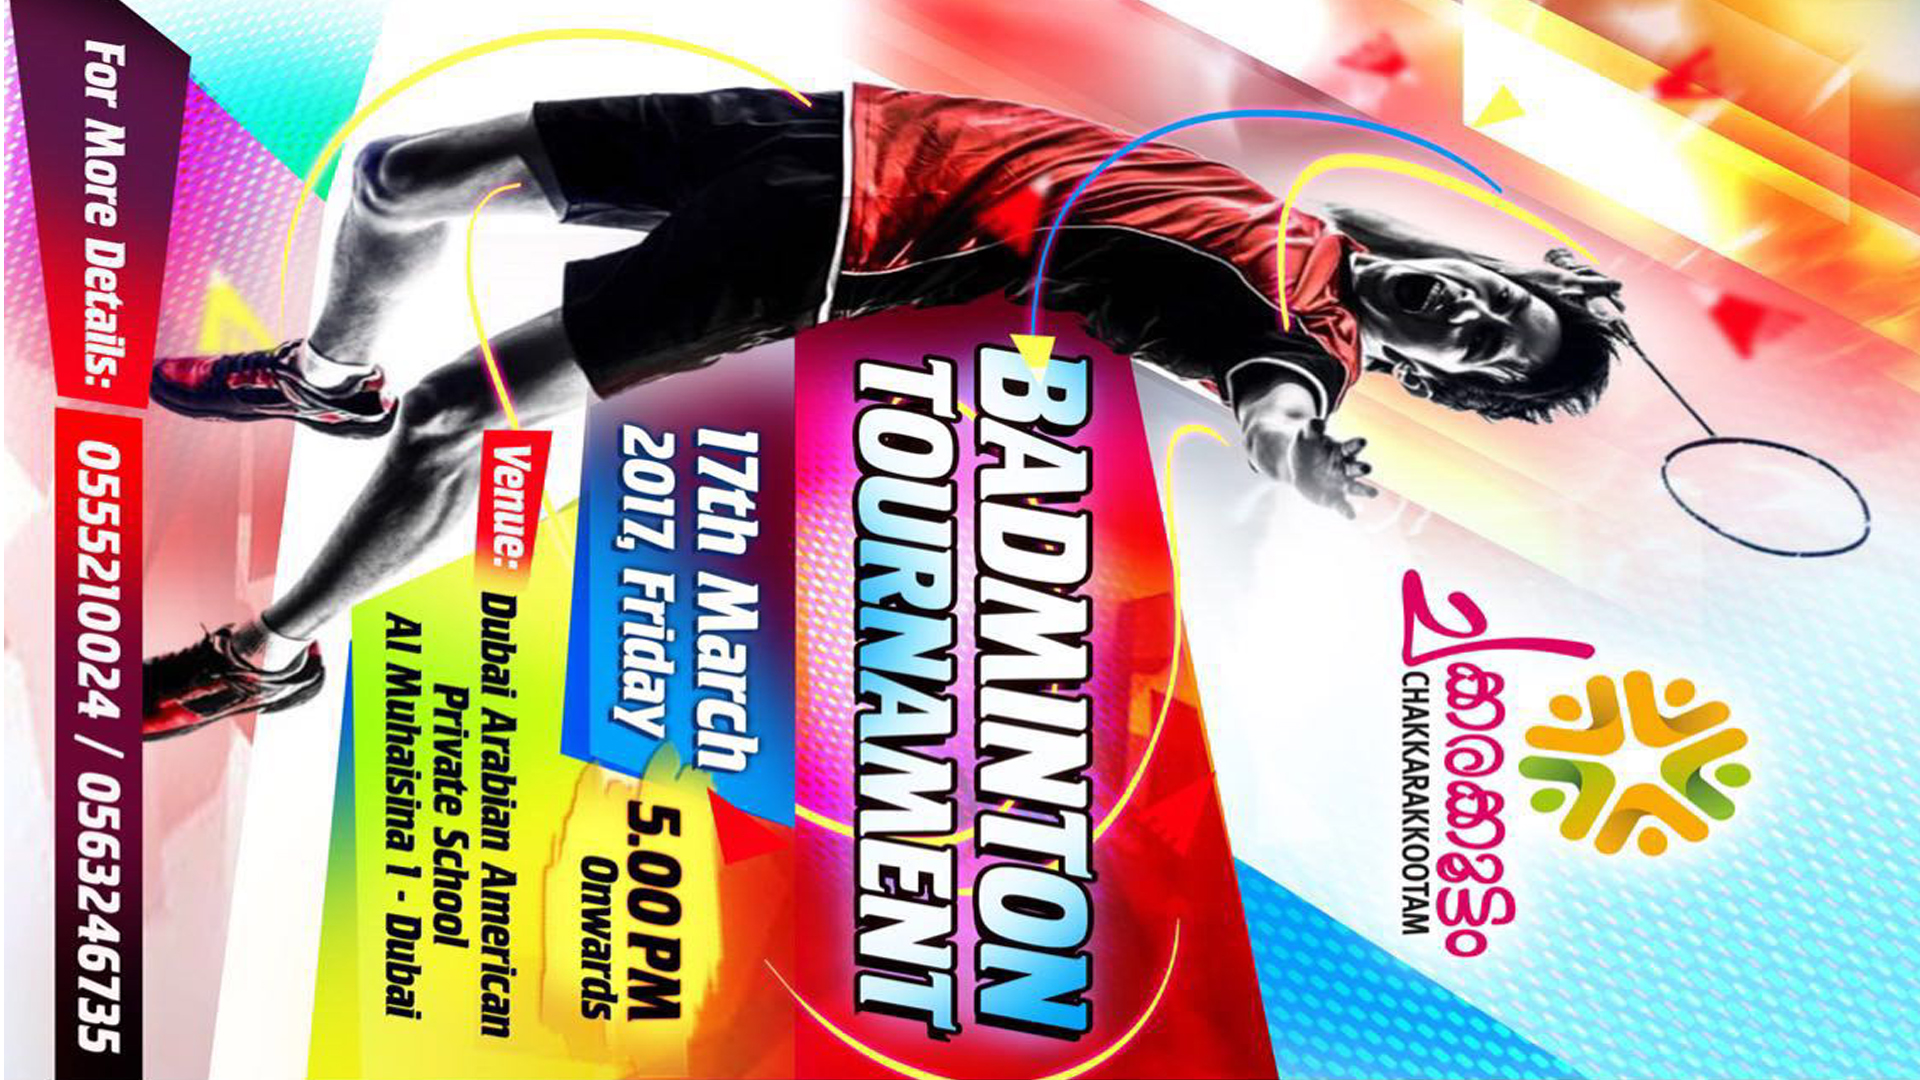 ചക്കരക്കൂട്ടം
CHAKKARAKKOOTAM
BADMINTON
TOURNAMENT
17th March
2017, Friday
5.00 PM
Onwards
Venue: Dubai Arabian American
Private School
Al Muhaisina 1 - Dubai
For More Details: 0555210024 / 0563246735